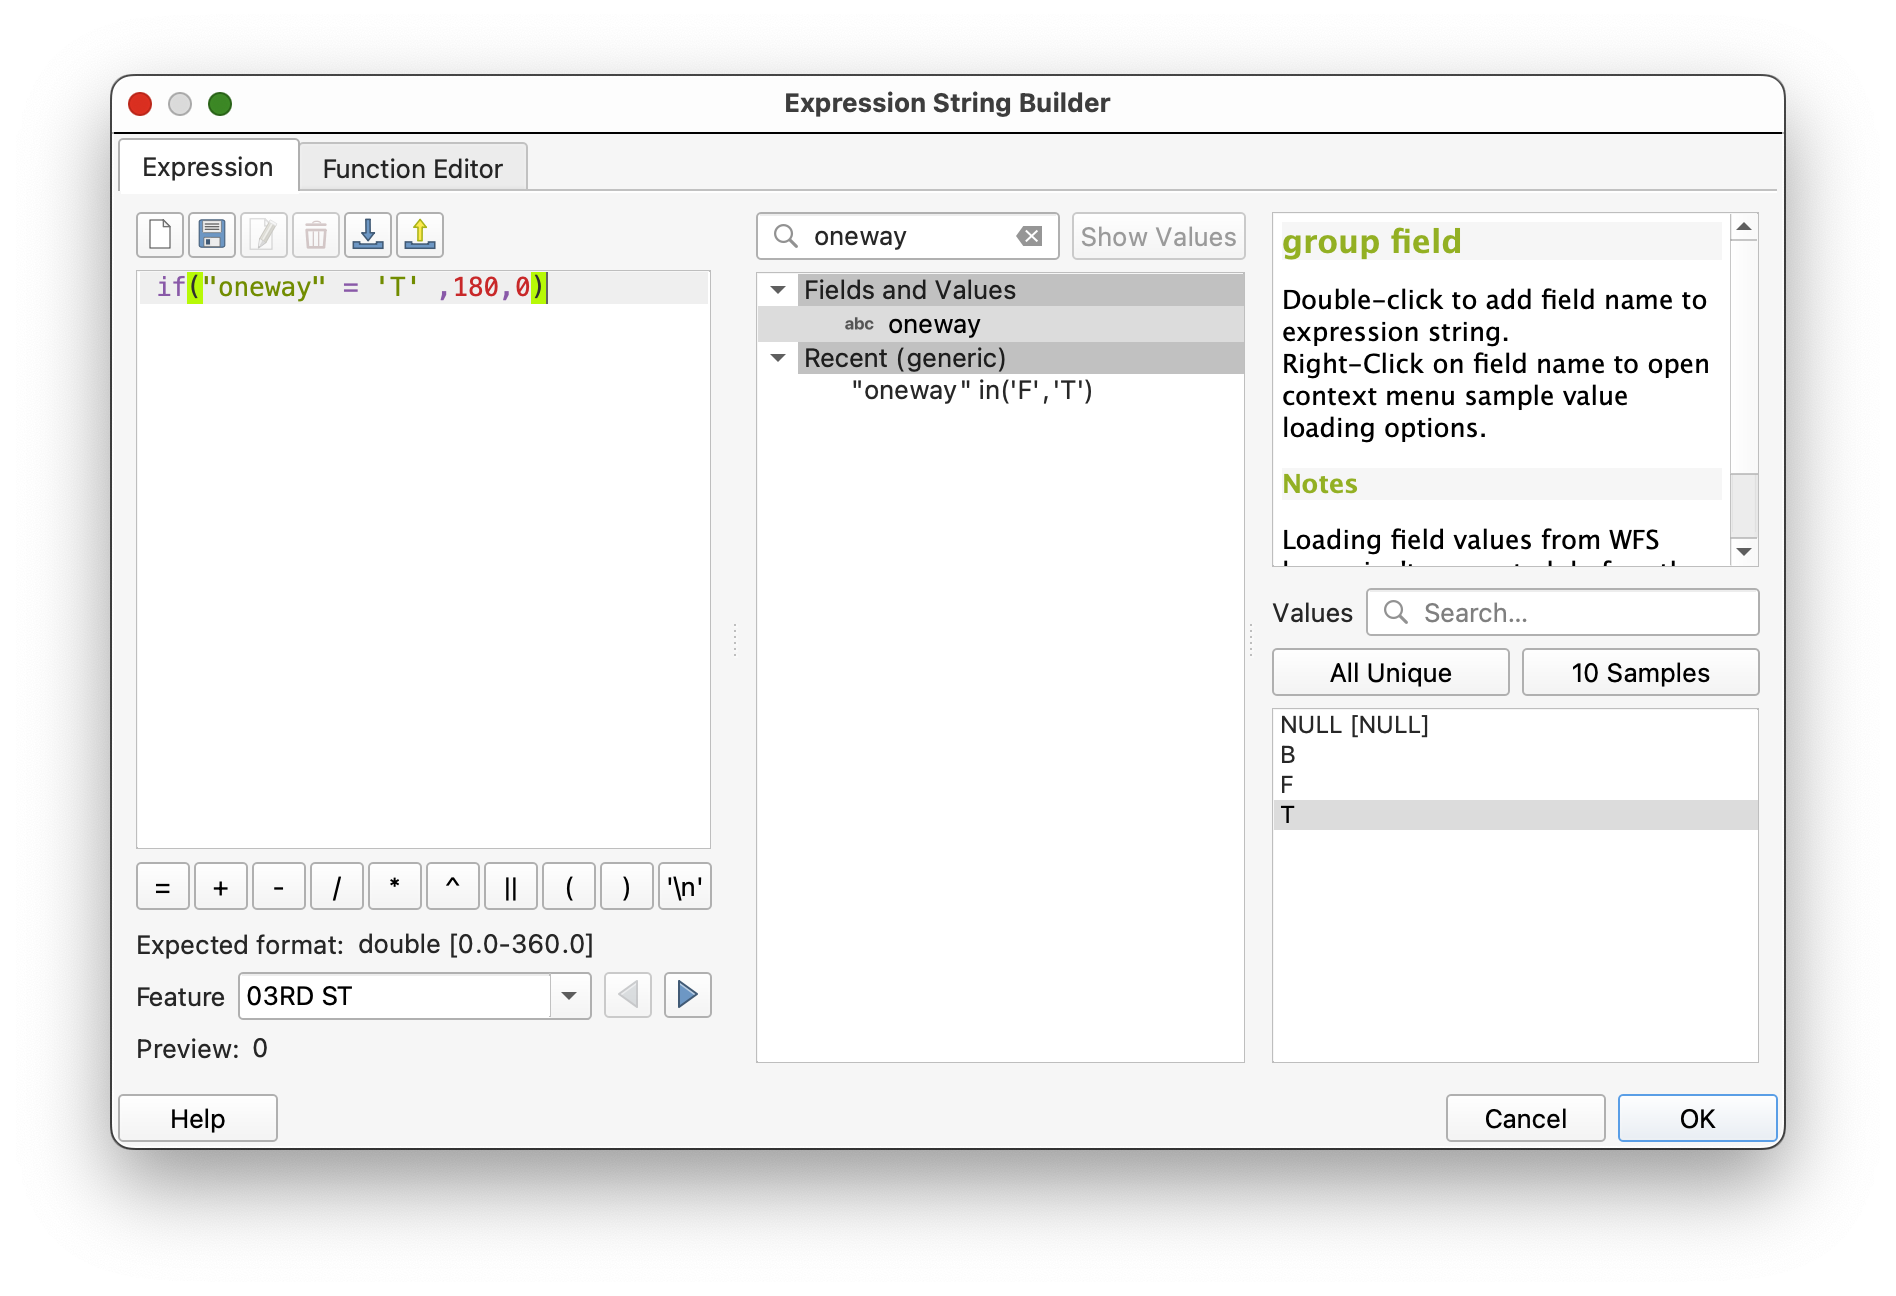 Expression String Builder
Expression
Function Editor
if("oneway" = 'T' ,180,0)
= + - / * ^ || ( ) '\n'
Expected format: double [0.0-360.0]
Feature 03RD ST
Preview: 0
oneway
Show Values
Fields and Values
abc oneway
Recent (generic)
"oneway" in('F','T')
group field
Double-click to add field name to
expression string.
Right-Click on field name to open
context menu sample value
loading options.
Notes
Loading field values from WFS
Values Search...
All Unique
10 Samples
NULL [NULL]
B
F
T
Help
Cancel
OK